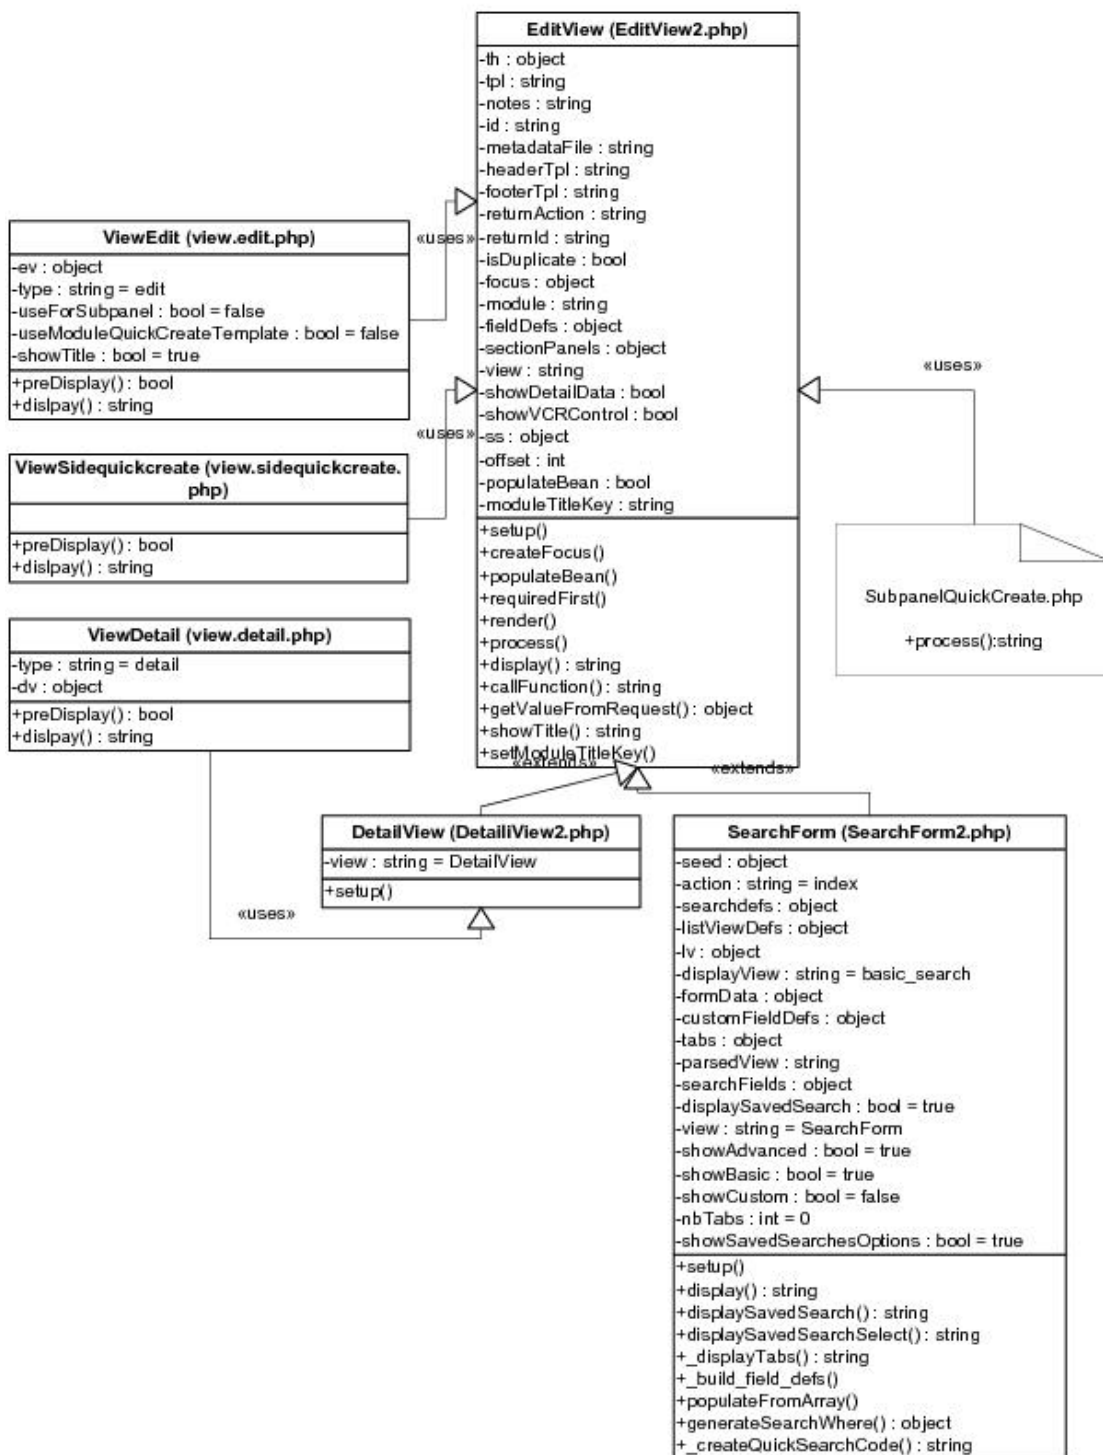 EditView (EditView2.php)
-th : object
-tpl : string
-notes : string
-id : string
-metadataFile : string
-headerTpl : string
-footerTpl : string
-returnAction : string
-returnId : string
-isDuplicate : bool
-focus : object
-module : string
-fieldDefs : object
-sectionPanels : object
-view : string
-showDetailData : bool
-showVCRControl : bool
-ss : object
-offset : int
-populateBean : bool
-moduleTitleKey : string
+setup()
+createFocus()
+populateBean()
+requiredFirst()
+render()
+process()
+display() : string
+callFunction() : string
+getValueFromRequest() : object
+showTitle() : string
+setModuleTitleKey()
ViewEdit (view.edit.php)
-ev : object
-type : string = edit
-useForSubpanel : bool = false
-useModuleQuickCreateTemplate : bool = false
-showTitle : bool = true
+preDisplay() : bool
+dislpay() : string
«uses»
ViewSidequickcreate (view.sidequickcreate.
php)
+preDisplay() : bool
+dislpay() : string
«uses»
«uses»
SubpanelQuickCreate.php
+process():string
ViewDetail (view.detail.php)
-type : string = detail
-dv : object
+preDisplay() : bool
+dislpay() : string
«uses»
«extends»
«extends»
DetailView (DetailiView2.php)
-view : string = DetailView
+setup()
SearchForm (SearchForm2.php)
-seed : object
-action : string = index
-searchdefs : object
-listViewDefs : object
-lv : object
-displayView : string = basic_search
-formData : object
-customFieldDefs : object
-tabs : object
-parsedView : string
-searchFields : object
-displaySavedSearch : bool = true
-view : string = SearchForm
-showAdvanced : bool = true
-showBasic : bool = true
-showCustom : bool = false
-nbTabs : int = 0
-showSavedSearchesOptions : bool = true
+setup()
+display() : string
+displaySavedSearch() : string
+displaySavedSearchSelect() : string
+_displayTabs() : string
+_build_field_defs()
+populateFromArray()
+generateSearchWhere() : object
+_createQuickSearchCode() : string